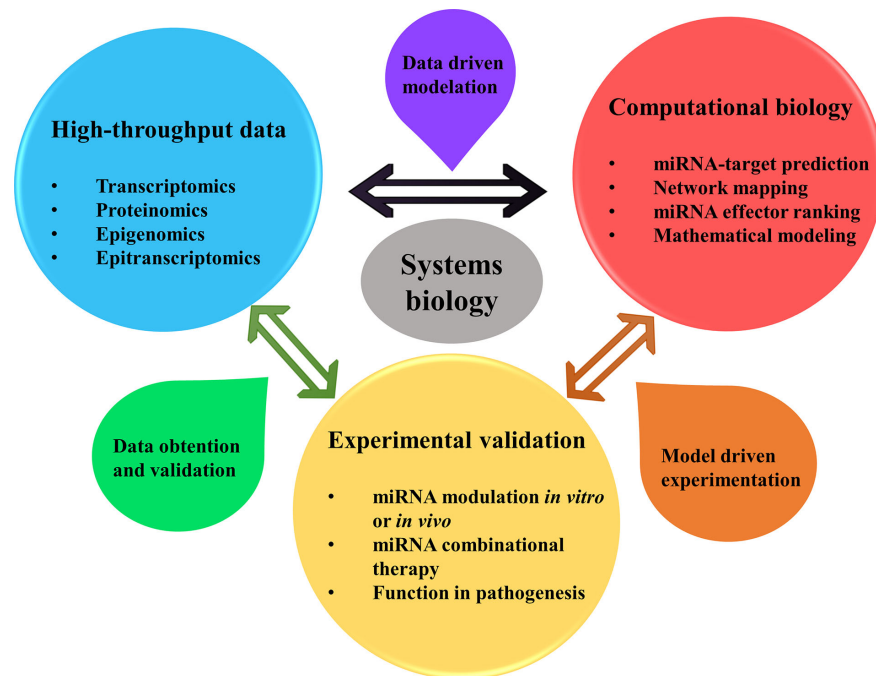 Data driven
modelation
High-throughput data
• Transcriptomics
• Proteinomics
• Epigenomics
• Epitranscriptomics
Computational biology
• miRNA-target prediction
• Network mapping
• miRNA effector ranking
• Mathematical modeling
Systems
biology
Data obtention
and validation
Experimental validation
• miRNA modulation in vitro
or in vivo
• miRNA combinational
therapy
• Function in pathogenesis
Model driven
experimentation